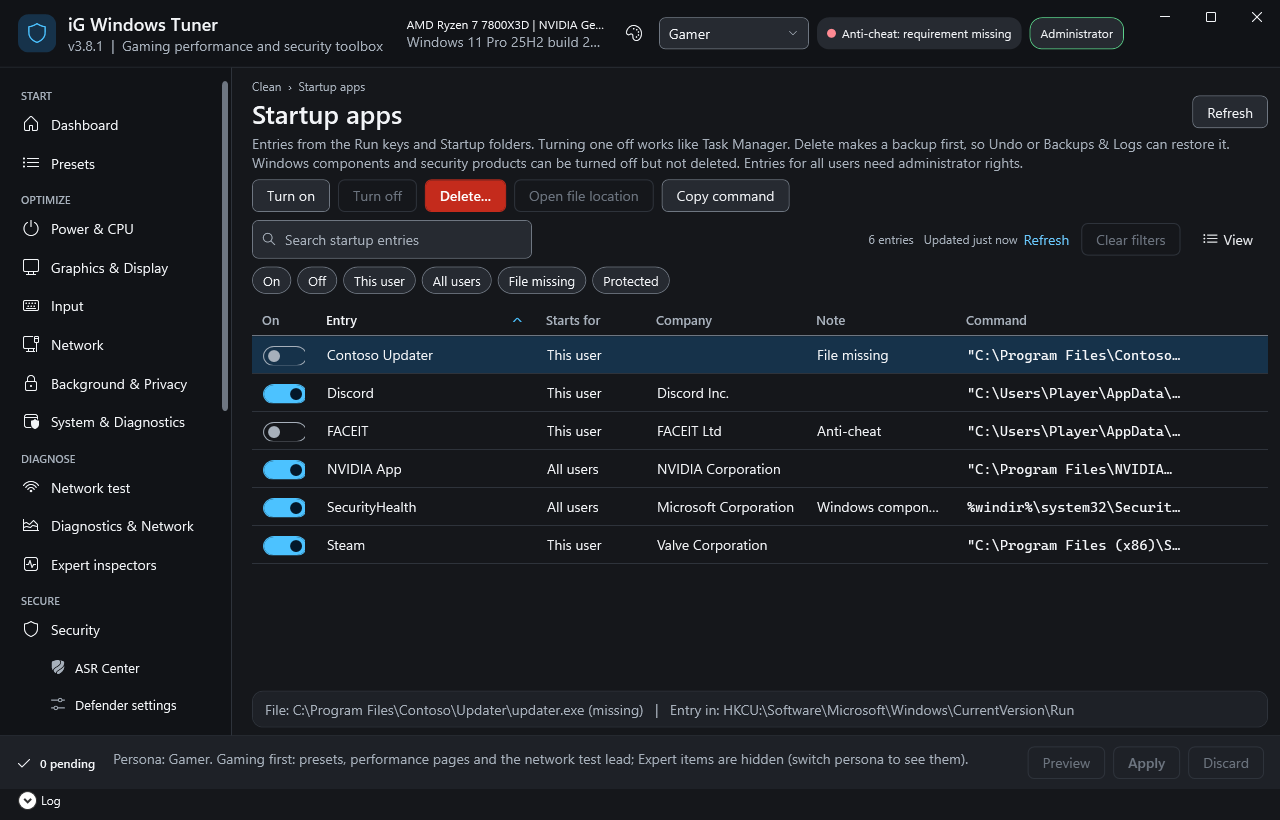 iG Windows Tuner
v3.8.1 | Gaming performance and security toolbox
AMD Ryzen 7 7800X3D | NVIDIA Ge...
Windows 11 Pro 25H2 build 2...
Gamer
Anti-cheat: requirement missing
Administrator
START
Dashboard
Presets
OPTIMIZE
Power & CPU
Graphics & Display
Input
Network
Background & Privacy
System & Diagnostics
DIAGNOSE
Network test
Diagnostics & Network
Expert inspectors
SECURE
Security
ASR Center
Defender settings
Clean › Startup apps
Startup apps
Refresh
Entries from the Run keys and Startup folders. Turning one off works like Task Manager. Delete makes a backup first, so Undo or Backups & Logs can restore it.
Windows components and security products can be turned off but not deleted. Entries for all users need administrator rights.
Turn on Turn off Delete... Open file location Copy command
Search startup entries
6 entries Updated just now Refresh Clear filters View
On Off This user All users File missing Protected
On Entry Starts for Company Note Command
Contoso Updater This user File missing "C:\Program Files\Contoso…
Discord This user Discord Inc. "C:\Users\Player\AppData\…
FACEIT This user FACEIT Ltd Anti-cheat "C:\Users\Player\AppData\…
NVIDIA App All users NVIDIA Corporation "C:\Program Files\NVIDIA…
SecurityHealth All users Microsoft Corporation Windows compon... %windir%\system32\Securit…
Steam This user Valve Corporation "C:\Program Files (x86)\S…
File: C:\Program Files\Contoso\Updater\updater.exe (missing) | Entry in: HKCU:\Software\Microsoft\Windows\CurrentVersion\Run
0 pending
Persona: Gamer. Gaming first: presets, performance pages and the network test lead; Expert items are hidden (switch persona to see them).
Preview Apply Discard
Log